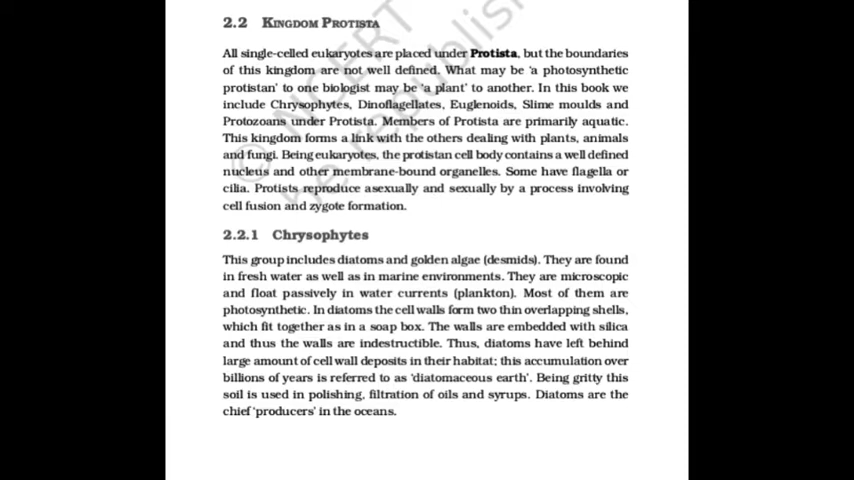 2.2 KINGDOM PROTISTA
All single-celled eukaryotes are placed under Protista, but the boundaries
of this kingdom are not well defined. What may be 'a photosynthetic
protistan' to one biologist may be 'a plant' to another. In this book we
include Chrysophytes, Dinoflagellates, Euglenoids, Slime moulds and
Protozoans under Protista. Members of Protista are primarily aquatic.
This kingdom forms a link with the others dealing with plants, animals
and fungi. Being eukaryotes, the protistan cell body contains a well defined
nucleus and other membrane-bound organelles. Some have flagella or
cilia. Protists reproduce asexually and sexually by a process involving
cell fusion and zygote formation.
2.2.1 Chrysophytes
This group includes diatoms and golden algae (desmids). They are found
in fresh water as well as in marine environments. They are microscopic
and float passively in water currents (plankton). Most of them are
photosynthetic. In diatoms the cell walls form two thin overlapping shells,
which fit together as in a soap box. The walls are embedded with silica
and thus the walls are indestructible. Thus, diatoms have left behind
large amount of cell wall deposits in their habitat; this accumulation over
billions of years is referred to as 'diatomaceous earth'. Being gritty this
soil is used in polishing, filtration of oils and syrups. Diatoms are the
chief 'producers' in the oceans.
© NCERT
be republis